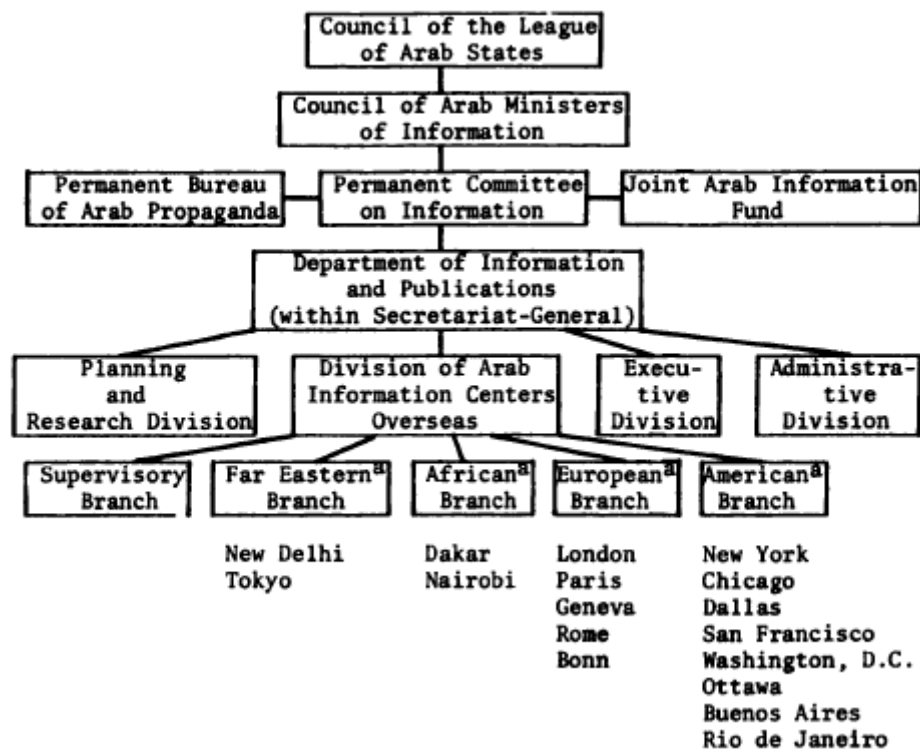 Council of the League
of Arab States
Council of Arab Ministers
of Information
Permanent Bureau
of Arab Propaganda
Permanent Committee
on Information
Joint Arab Information
Fund
Department of Information
and Publications
(within Secretariat-General)
Planning
and
Research Division
Division of Arab
Information Centers
Overseas
Execu-
tive
Division
Administra-
tive
Division
Supervisory
Branch
Far Eastern^a
Branch
African^a
Branch
European^a
Branch
American^a
Branch
New Delhi
Tokyo
Dakar
Nairobi
London
Paris
Geneva
Rome
Bonn
New York
Chicago
Dallas
San Francisco
Washington, D.C.
Ottawa
Buenos Aires
Rio de Janeiro